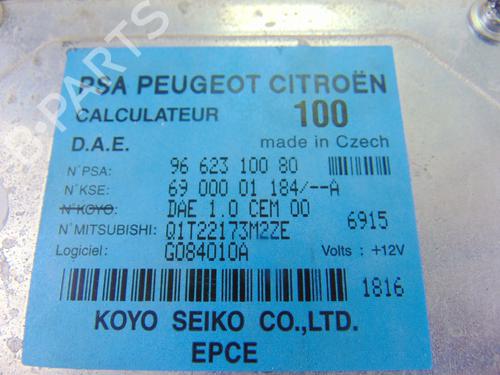 PSA PEUGEOT CITROËN
CALCULATEUR 100
D.A.E. made in Czech
N°PSA: 96 623 100 80
N°KSE: 69 000 01 184/--A
N°KOYO: DAE 1.0 CEM 00
N°MITSUBISHI: Q1T22173M2ZE 6915
Logiciel: G084010A Volts : +12V
1816
KOYO SEIKO CO.,LTD.
EPCE
B-PARTS